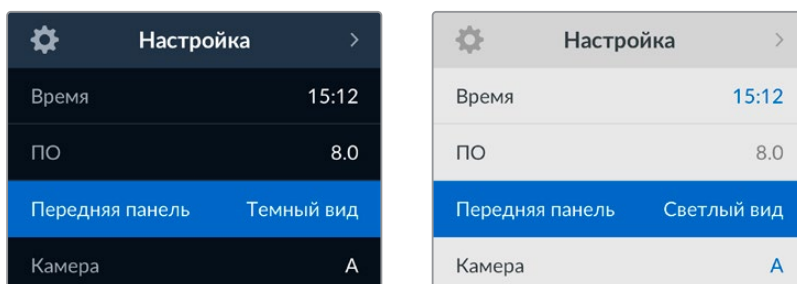 Настройка
Время 15:12
ПО 8.0
Передняя панель Темный вид
Камера A
Настройка
Время 15:12
ПО 8.0
Передняя панель Светлый вид
Камера A